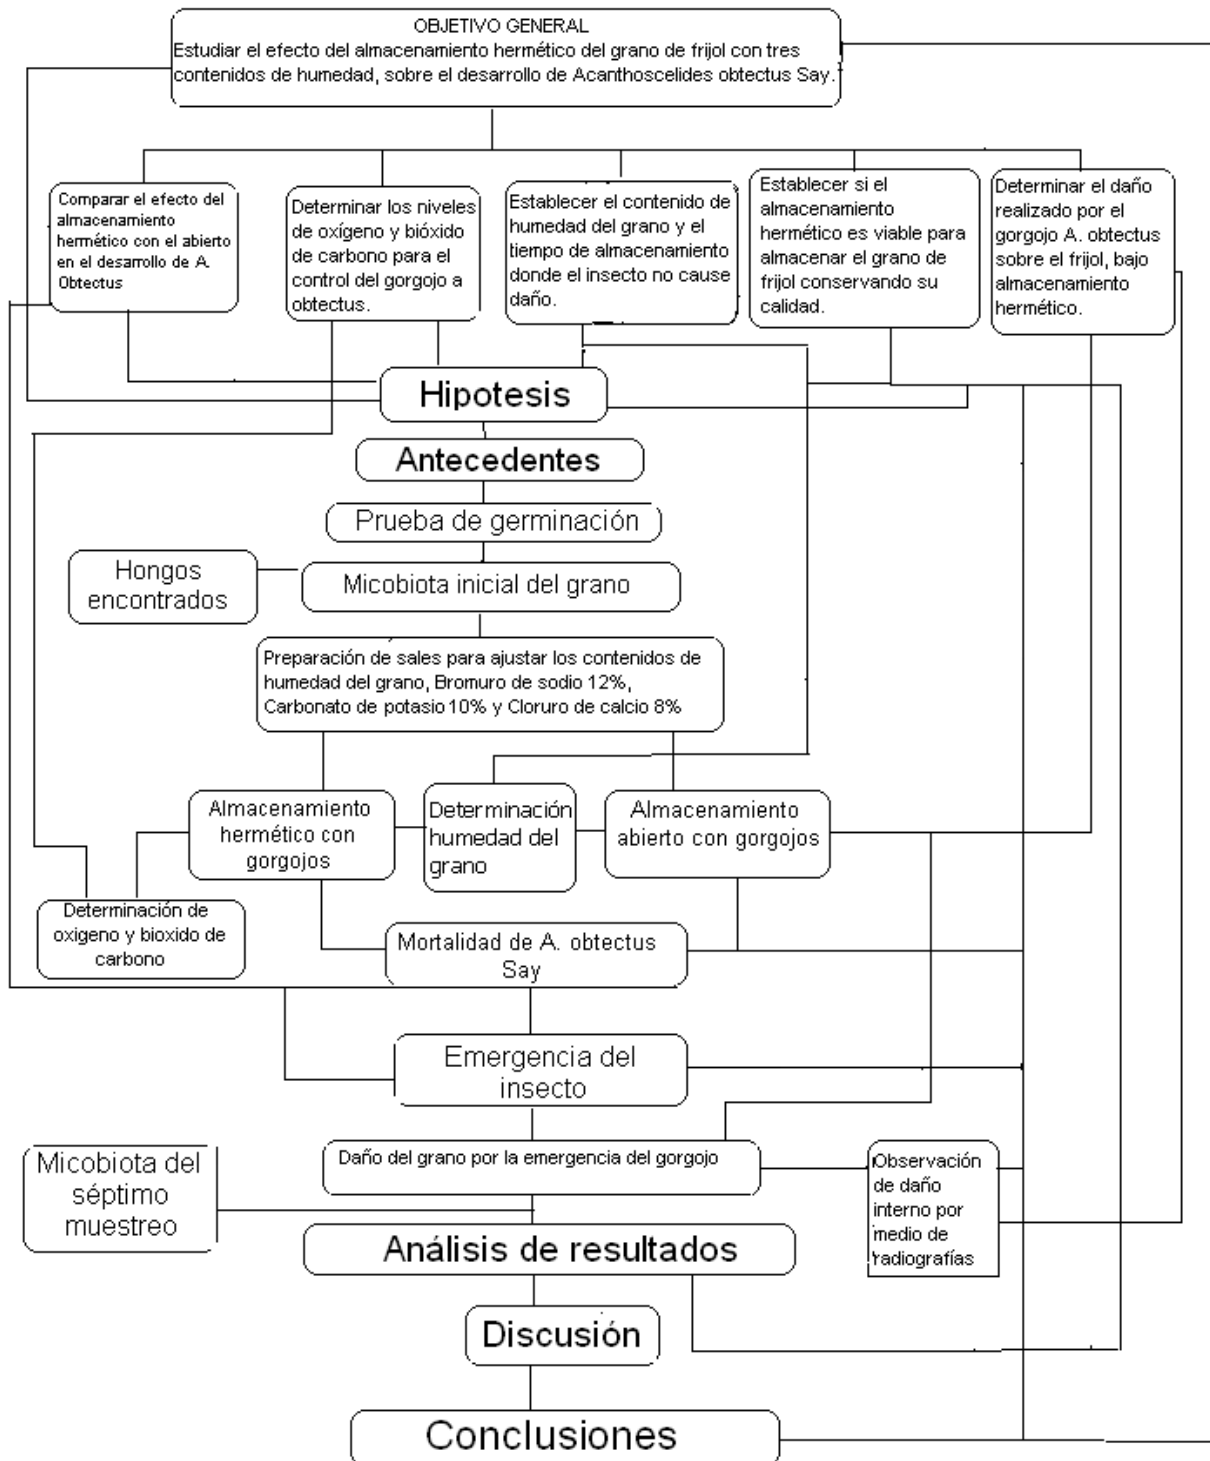 OBJETIVO GENERAL
Estudiar el efecto del almacenamiento hermético del grano de frijol con tres
contenidos de humedad, sobre el desarrollo de Acanthoscelides obtectus Say.
Comparar el efecto del
almacenamiento
hermético con el abierto
en el desarrollo de A.
Obtectus
Determinar los niveles
de oxígeno y bióxido
de carbono para el
control del gorgojo a
obtectus.
Establecer el contenido de
humedad del grano y el
tiempo de almacenamiento
donde el insecto no cause
daño.
Establecer si el
almacenamiento
hermético es viable para
almacenar el grano de
frijol conservando su
calidad.
Determinar el daño
realizado por el
gorgojo A. obtectus
sobre el frijol, bajo
almacenamiento
hermético.
Hipotesis
Antecedentes
Prueba de germinación
Hongos
encontrados
Micobiota inicial del grano
Preparación de sales para ajustar los contenidos de
humedad del grano, Bromuro de sodio 12%,
Carbonato de potasio 10% y Cloruro de calcio 8%
Almacenamiento
hermético con
gorgojos
Determinación
humedad del
grano
Almacenamiento
abierto con gorgojos
Determinación de
oxigeno y bioxido de
carbono
Mortalidad de A. obtectus
Say
Emergencia del
insecto
Daño del grano por la emergencia del gorgojo
Micobiota del
séptimo
muestreo
Observación
de daño
interno por
medio de
radiografías
Análisis de resultados
Discusión
Conclusiones